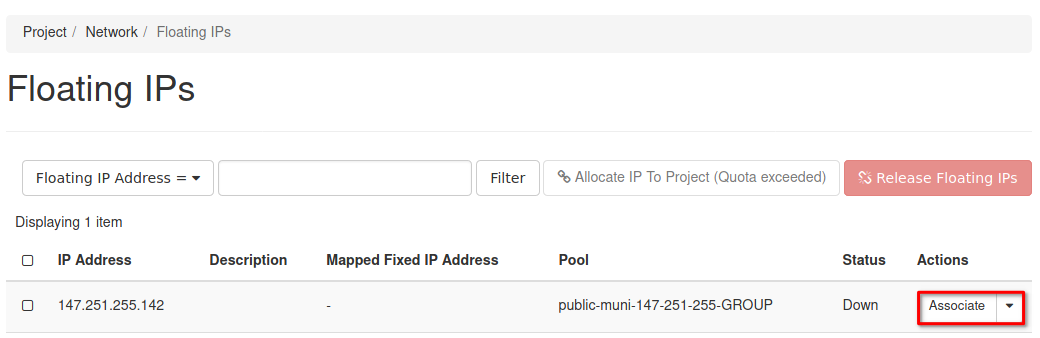 Project / Network / Floating IPs
Floating IPs
Floating IP Address = Filter Allocate IP To Project (Quota exceeded) Release Floating IPs
Displaying 1 item
IP Address Description Mapped Fixed IP Address Pool Status Actions
147.251.255.142 - public-muni-147-251-255-GROUP Down Associate